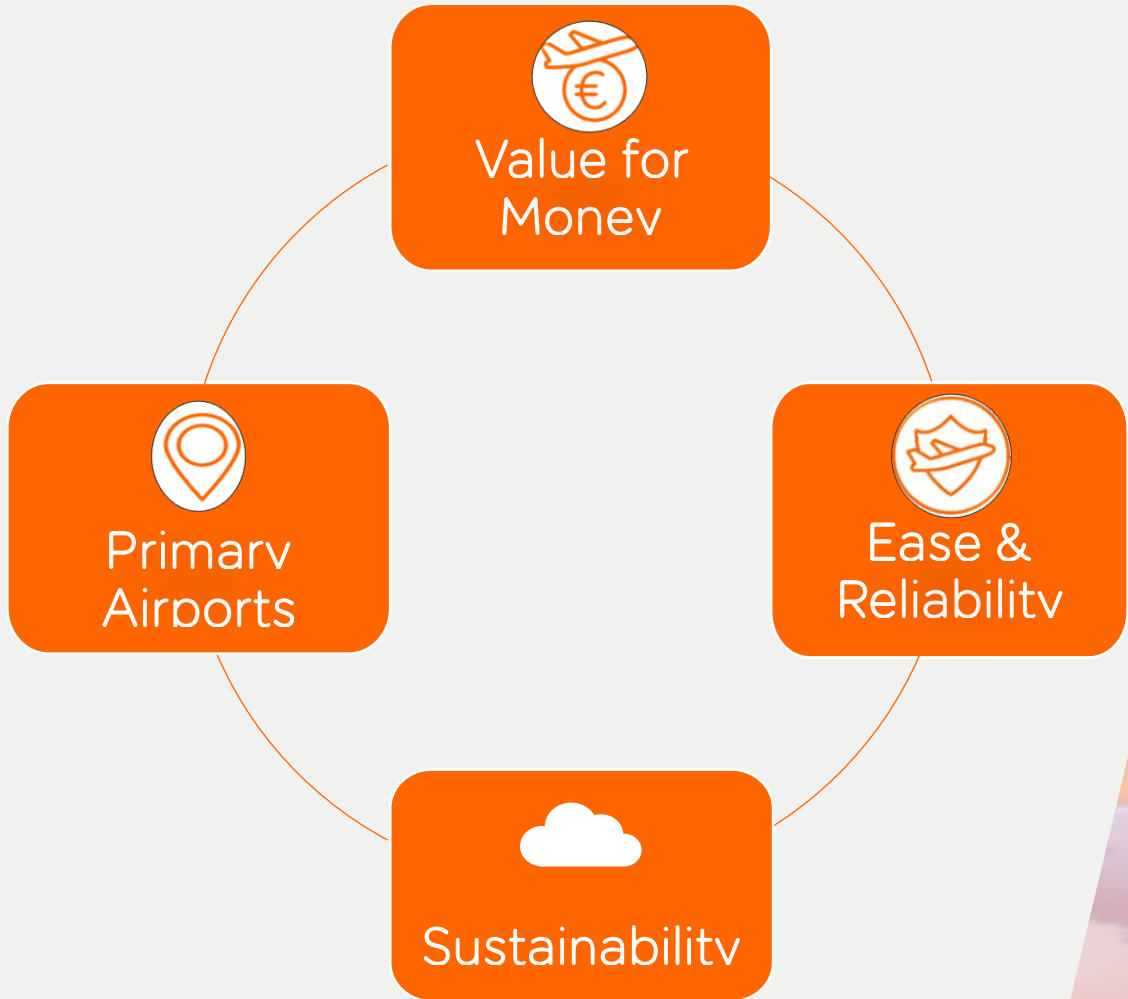 €
Value for
Money
Primary
Airports
Ease &
Reliability
Sustainability